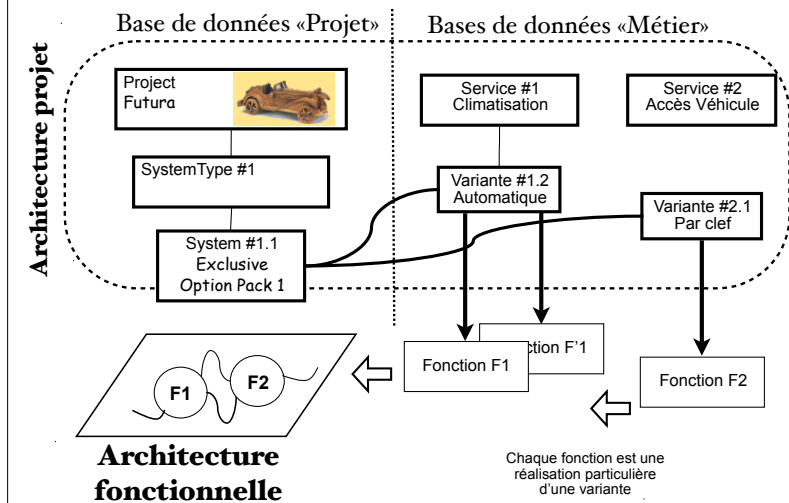 Base de données «Projet»
Bases de données «Métier»
Architecture projet
Project
Futura
Service #1
Climatisation
Service #2
Accès Véhicule
SystemType #1
Variante #1.2
Automatique
Variante #2.1
Par clef
System #1.1
Exclusive
Option Pack 1
Fonction F1
ction F'1
Fonction F2
F1
F2
Architecture
fonctionnelle
Chaque fonction est une
réalisation particulière
d'une variante